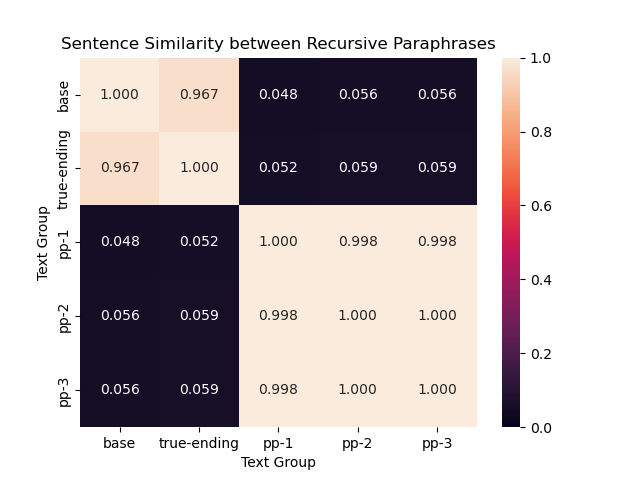 Sentence Similarity between Recursive Paraphrases
base 1.000 0.967 0.048 0.056 0.056
true-ending 0.967 1.000 0.052 0.059 0.059
pp-1 0.048 0.052 1.000 0.998 0.998
pp-2 0.056 0.059 0.998 1.000 1.000
pp-3 0.056 0.059 0.998 1.000 1.000
Text Group
base true-ending pp-1 pp-2 pp-3
Text Group
1.0
0.8
0.6
0.4
0.2
0.0